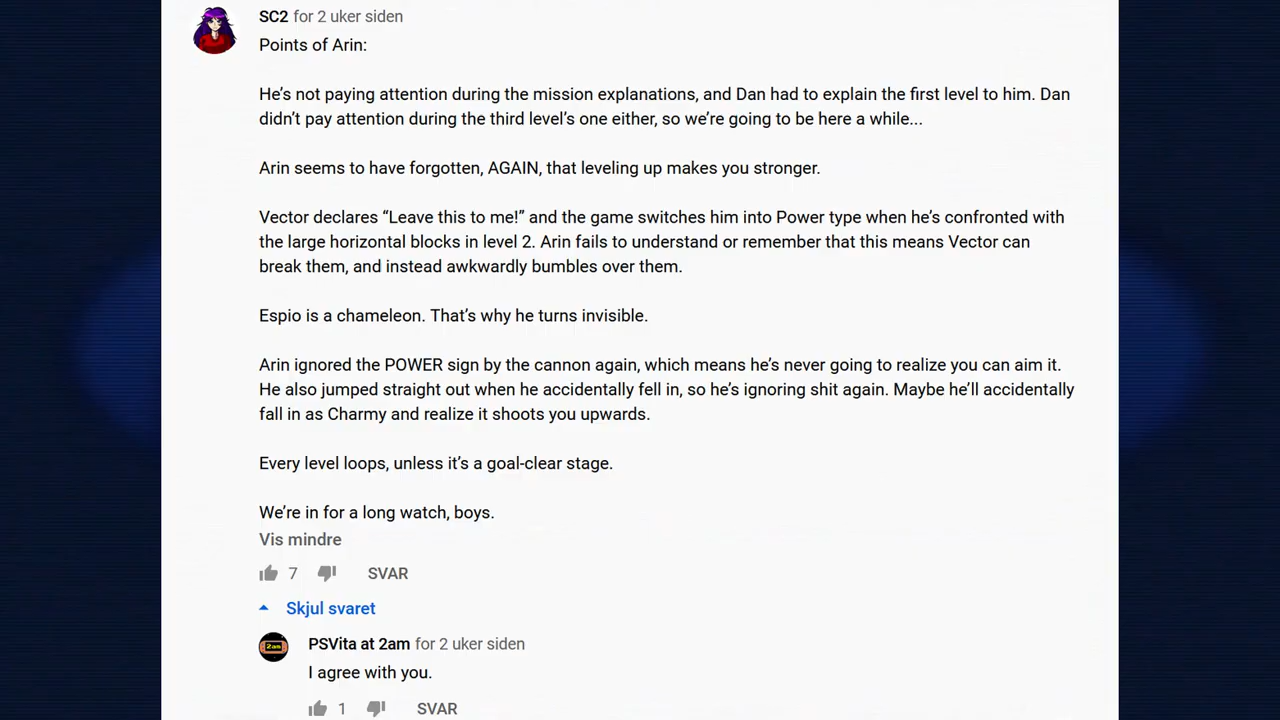 SC2 for 2 uker siden
Points of Arin:
He's not paying attention during the mission explanations, and Dan had to explain the first level to him. Dan
didn't pay attention during the third level's one either, so we're going to be here a while...
Arin seems to have forgotten, AGAIN, that leveling up makes you stronger.
Vector declares “Leave this to me!” and the game switches him into Power type when he's confronted with
the large horizontal blocks in level 2. Arin fails to understand or remember that this means Vector can
break them, and instead awkwardly bumbles over them.
Espio is a chameleon. That's why he turns invisible.
Arin ignored the POWER sign by the cannon again, which means he's never going to realize you can aim it.
He also jumped straight out when he accidentally fell in, so he's ignoring shit again. Maybe he'll accidentally
fall in as Charmy and realize it shoots you upwards.
Every level loops, unless it's a goal-clear stage.
We're in for a long watch, boys.
Vis mindre
7 SVAR
Skjul svaret
2am
PSVita at 2am for 2 uker siden
I agree with you.
1 SVAR